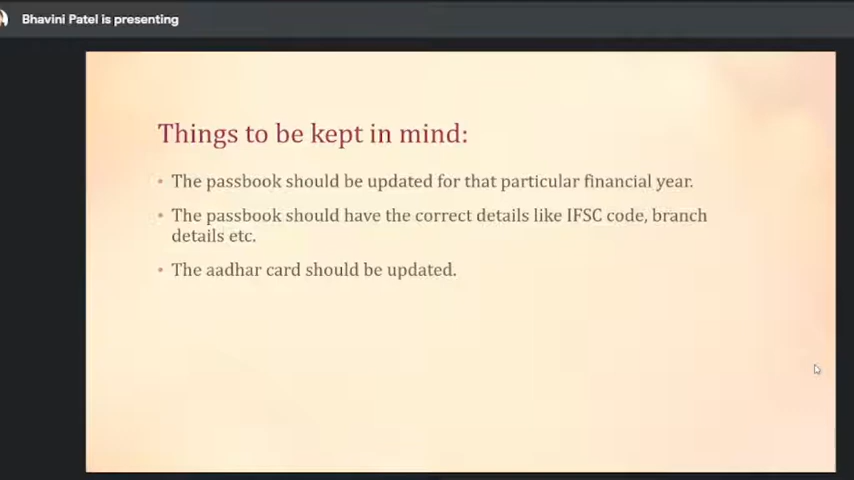 Bhavini Patel is presenting
Things to be kept in mind:
• The passbook should be updated for that particular financial year.
• The passbook should have the correct details like IFSC code, branch
details etc.
• The aadhar card should be updated.